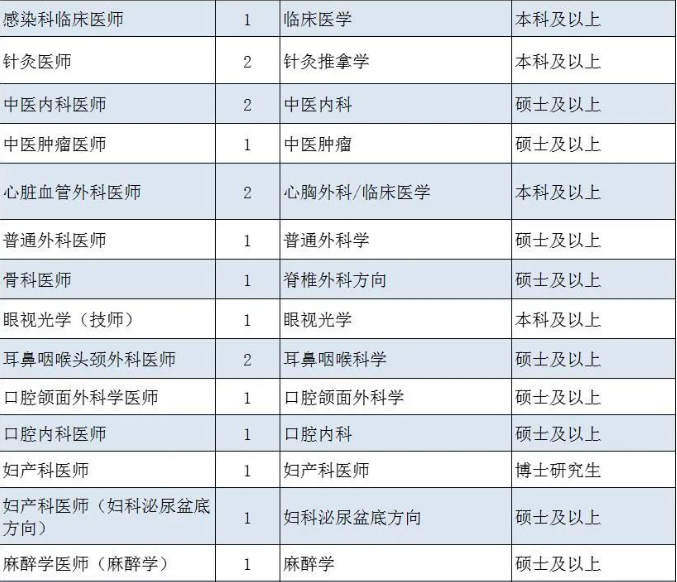 感染科临床医师 1 临床医学 本科及以上
针灸医师 2 针灸推拿学 本科及以上
中医内科医师 2 中医内科 硕士及以上
中医肿瘤医师 1 中医肿瘤 硕士及以上
心脏血管外科医师 2 心胸外科/临床医学 本科及以上
普通外科医师 1 普通外科学 硕士及以上
骨科医师 1 脊椎外科方向 硕士及以上
眼视光学（技师） 1 眼视光学 本科及以上
耳鼻咽喉头颈外科医师 2 耳鼻咽喉科学 硕士及以上
口腔颌面外科学医师 1 口腔颌面外科学 硕士及以上
口腔内科医师 1 口腔内科 硕士及以上
妇产科医师 1 妇产科医师 博士研究生
妇产科医师（妇科泌尿盆底
方向） 1 妇科泌尿盆底方向 硕士及以上
麻醉学医师（麻醉学） 1 麻醉学 硕士及以上